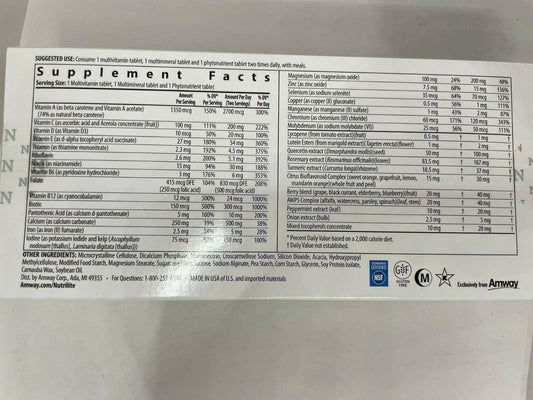 SUGGESTED USE: Consume 1 multivitamin tablet, 1 multimineral tablet and 1 phytonutrient tablet two times daily, with meals.
Supplement Facts
Serving Size: 1 Multivitamin tablet, 1 Multimineral tablet and 1 Phytonutrient tablet
Amount Per Serving %DV* Per Serving Amount Per Day (Two Servings) %DV* Per Day
Vitamin A (as beta carotene and Vitamin A acetate) 1350 mcg 150% 2700 mcg 300%
(74% as natural beta carotene)
Vitamin C (as ascorbic acid and Acerola concentrate [fruit]) 100 mg 111% 200 mg 222%
Vitamin D (as Vitamin D3) 10 mcg 50% 20 mcg 100%
Vitamin E (as d-alpha tocopheryl acid succinate) 27 mg 180% 54 mg 360%
Thiamin (as thiamine mononitrate) 2.3 mg 192% 4.5 mg 375%
Riboflavin 2.6 mg 200% 5.1 mg 392%
Niacin (as niacinamide) 15 mg 94% 30 mg 188%
Vitamin B6 (as pyridoxine hydrochloride) 3 mg 176% 6 mg 353%
Folate 415 mcg DFE 104% 830 mcg DFE 208%
(250 mcg folic acid) (500 mcg folic acid)
Vitamin B12 (as cyanocobalamin) 12 mcg 500% 24 mcg 1000%
Biotin 150 mcg 500% 300 mcg 1000%
Pantothenic Acid (as calcium d-pantothenate) 5 mg 100% 10 mg 200%
Calcium (as calcium carbonate) 250 mg 19% 500 mg 38%
Iron (as iron (II) fumarate) 2.5 mg 14% 5 mg 28%
Iodine (as potassium iodide and kelp ( Ascophyllum 75 mcg 50% 150 mcg 100%
nodosum [thallus], Laminaria digitata [thallus]))
Magnesium (as magnesium oxide) 100 mg 24% 200 mg 48%
Zinc (as zinc oxide) 7.5 mg 68% 15 mg 136%
Selenium (as sodium selenite) 35 mcg 64% 70 mcg 127%
Copper (as copper (II) gluconate) 0.5 mg 56% 1 mg 111%
Manganese (as manganese (II) sulfate) 1 mg 43% 2 mg 87%
Chromium (as chromium (III) chloride) 60 mcg 171% 120 mcg 343%
Molybdenum (as sodium molybdate (VI)) 25 mcg 56% 50 mcg 111%
Lycopene (from tomato extract)(fruit) 0.5 mg † 1 mg †
Lutein Esters (from marigold extract)(Tagetes erecta)(flower) 1 mg † 2 mg †
Quercetin extract (Dimorphandra mollis)(seed) 50 mg † 100 mg †
Rosemary extract (Rosmarinus officinalis)(leaves) 83.5 mg † 167 mg †
Turmeric extract (Curcuma longa)(rhizome) 18.5 mg † 37 mg †
Citrus Bioflavonoid Complex (sweet orange, grapefruit, lemon, 15 mg † 30 mg †
mandarin orange)(whole fruit and peel)
Berry blend (grape, black currant, elderberry, blueberry)(fruit) 20 mg † 40 mg †
AWPS Complex (alfalfa, watercress, parsley, spinach)(leaf, stem) 20 mg † 40 mg †
Peppermint extract (leaf) 10 mg † 20 mg †
Onion extract (bulb) 2.5 mg † 5 mg †
Mixed tocopherols concentrate 10 mg † 20 mg †
* Percent Daily Value based on a 2,000 calorie diet.
† Daily Value not established.
OTHER INGREDIENTS: Microcrystalline Cellulose, Dicalcium Phosphate, Maltodextrin, Croscarmellose Sodium, Silicon Dioxide, Acacia, Hydroxypropyl
Methylcellulose, Modified Food Starch, Magnesium Stearate, Sugar, Cellulose, Sodium Alginate, Pea Starch, Corn Starch, Glycerin, Soy Protein Isolate,
Carnauba Wax, Soybean Oil.
Dist. by Amway Corp., Ada, MI 49355 • For Questions: 1-800-253- MADE IN USA of U.S. and imported materials
Amway.com/Nutrilite
NSF
GF
GLUTEN FREE
M
K
Exclusively from Amway